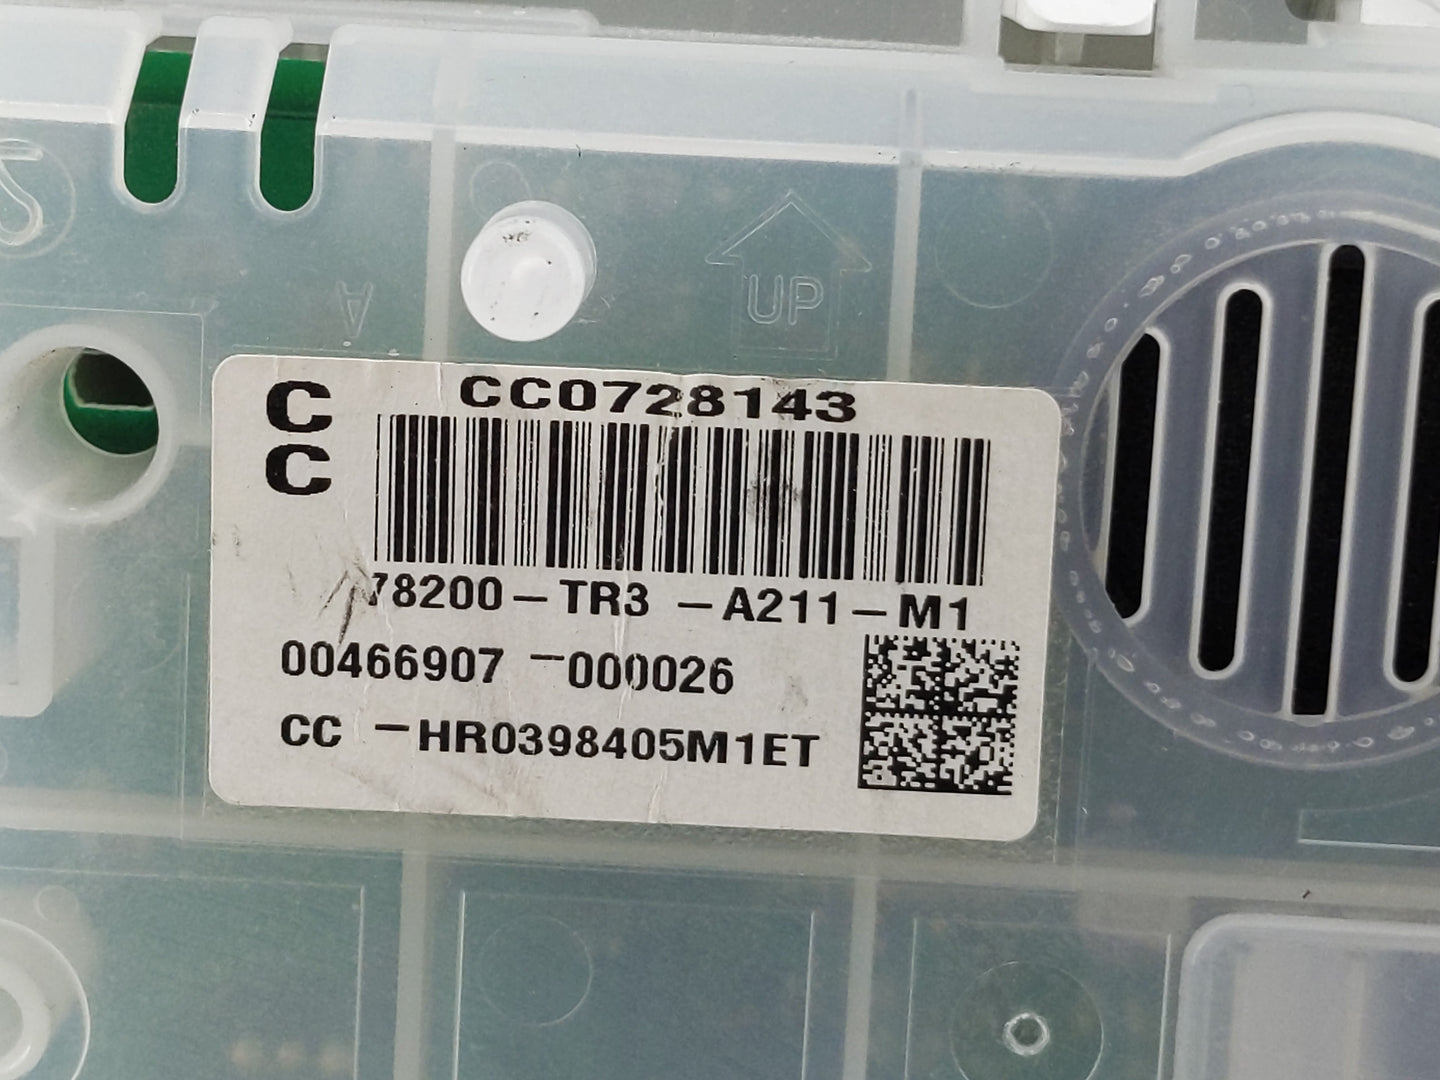 UP
A
C
C
CC0728143
78200-TR3 -A211-M1
00466907 -000026
CC -HR0398405M1ET